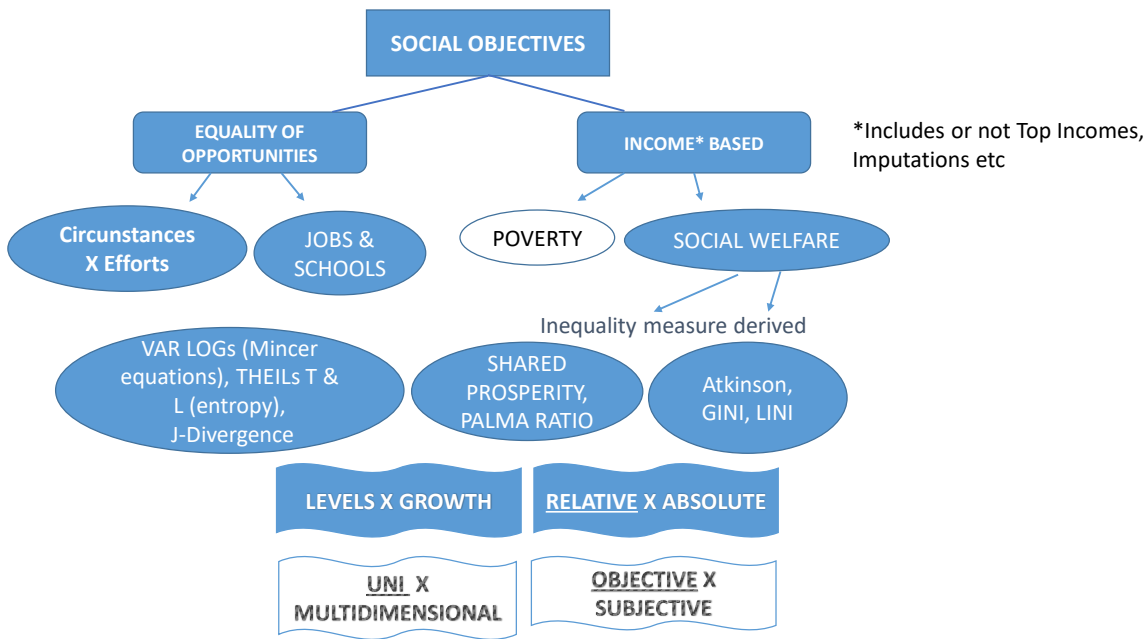 SOCIAL OBJECTIVES
EQUALITY OF
OPPORTUNITIES
INCOME* BASED
*Includes or not Top Incomes,
Imputations etc
Circunstances
X Efforts
JOBS &
SCHOOLS
POVERTY
SOCIAL WELFARE
Inequality measure derived
VAR LOGs (Mincer
equations), THEILs T &
L (entropy),
J-Divergence
SHARED
PROSPERITY,
PALMA RATIO
Atkinson,
GINI, LINI
LEVELS X GROWTH
RELATIVE X ABSOLUTE
UNI X
MULTIDIMENSIONAL
OBJECTIVE X
SUBJECTIVE